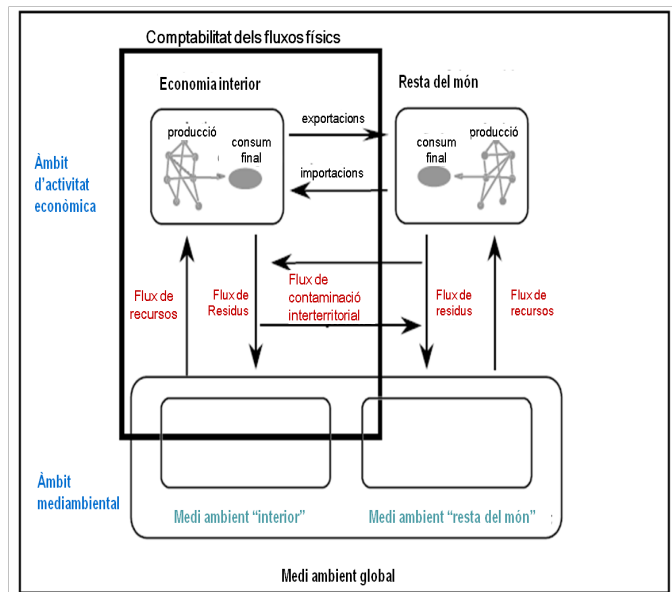 Comptabilitat dels fluxos físics
Economia interior
Resta del món
producció
consum
final
exportacions
importacions
consum
final
producció
Àmbit
d'activitat
econòmica
Flux de
recursos
Flux de
Residus
Flux de
contaminació
interterritorial
Flux de
residus
Flux de
recursos
Àmbit
mediambiental
Medi ambient “interior”
Medi ambient “resta del món”
Medi ambient global